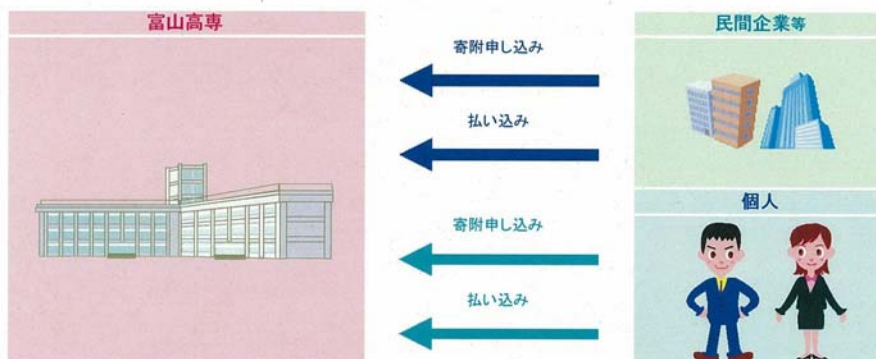 富山高専
民間企業等
寄附申し込み
払い込み
個人
寄附申し込み
払い込み